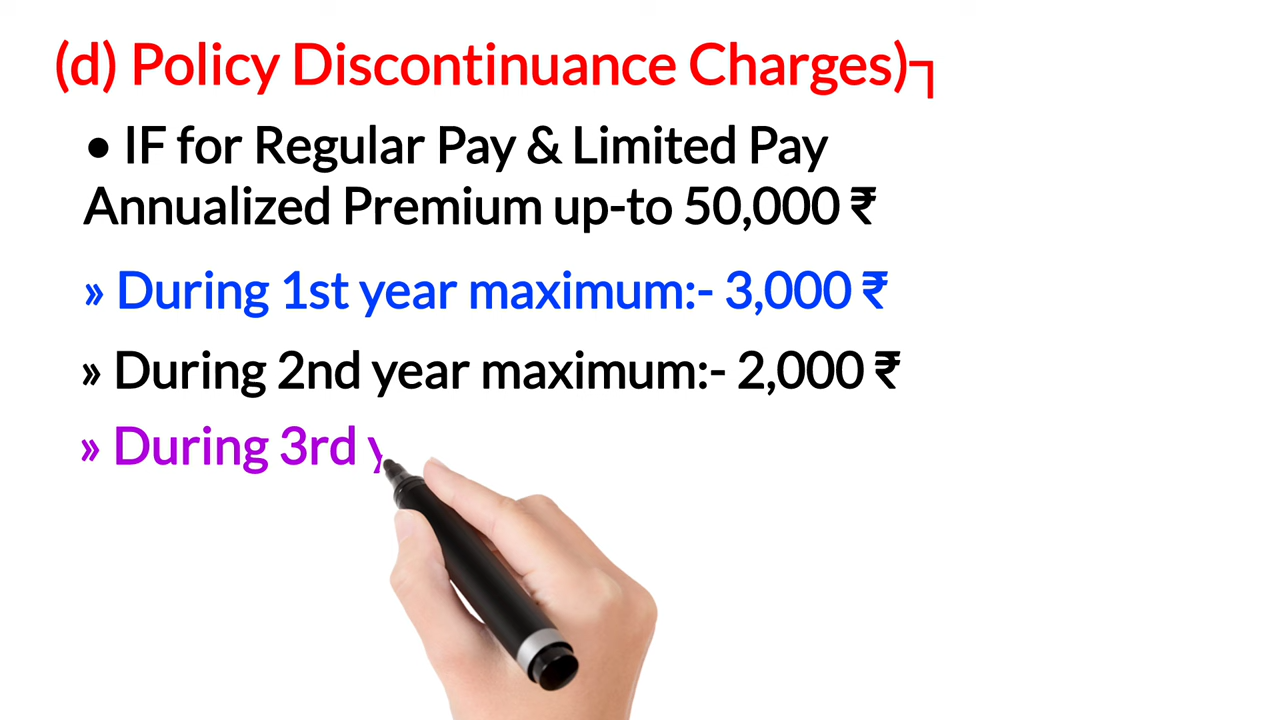 (d) Policy Discontinuance Charges)┐
• IF for Regular Pay & Limited Pay
Annualized Premium up-to 50,000 ₹
» During 1st year maximum:- 3,000 ₹
» During 2nd year maximum:- 2,000 ₹
» During 3rd y